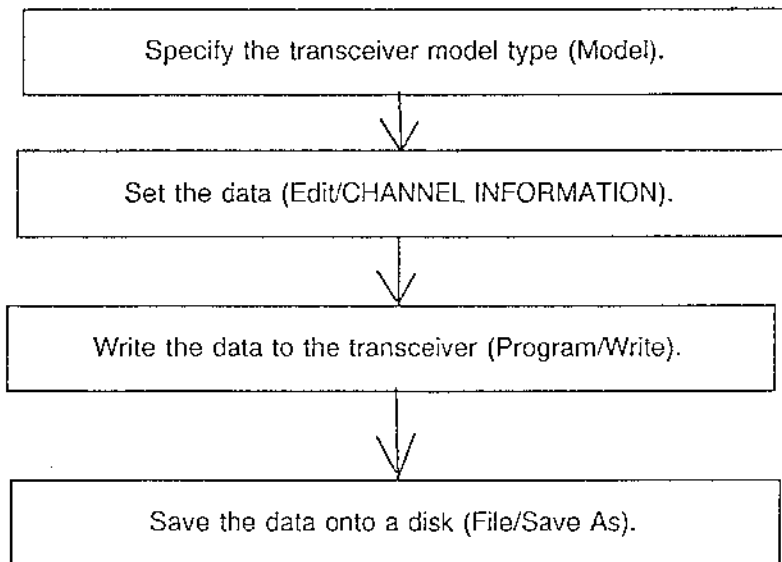 Specify the transceiver model type (Model).
Set the data (Edit/CHANNEL INFORMATION).
Write the data to the transceiver (Program/Write).
Save the data onto a disk (File/Save As).